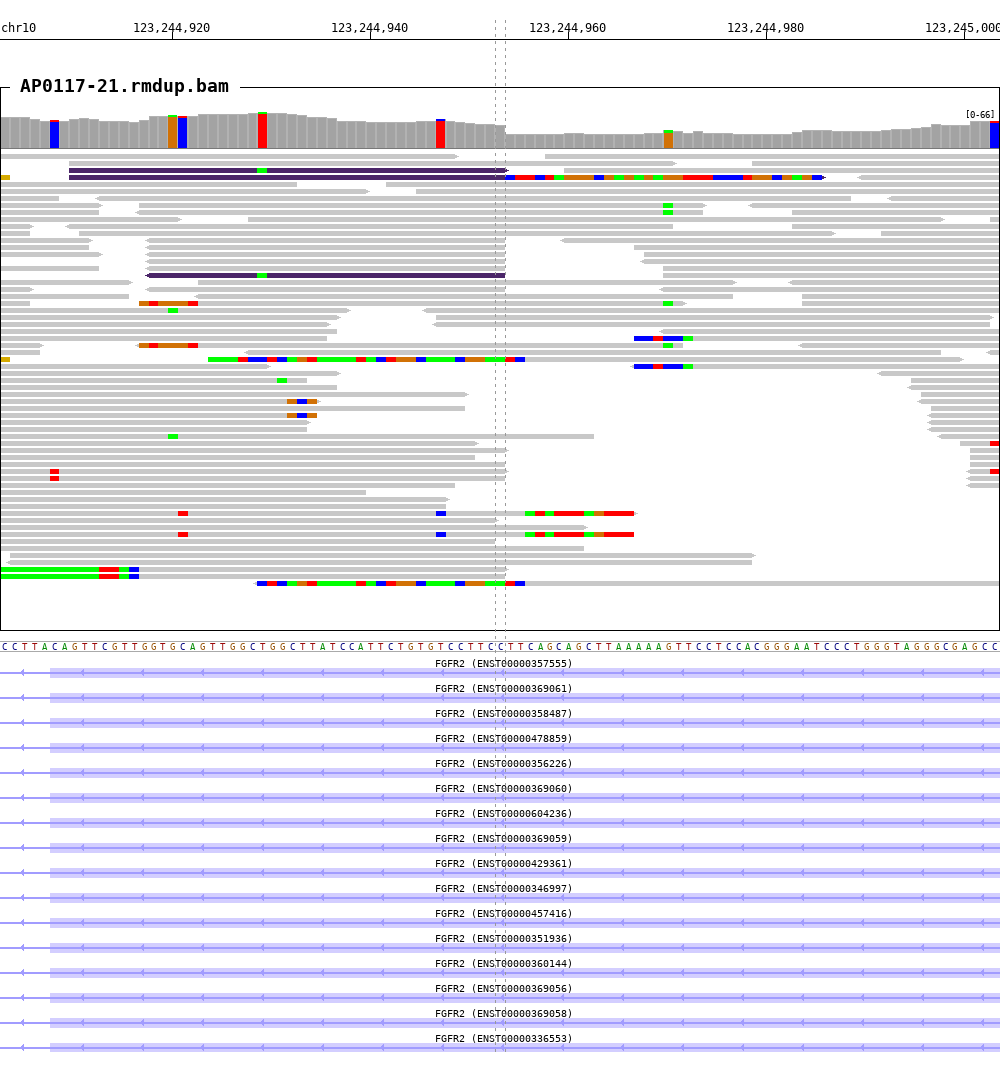 chr10 123,244,920 123,244,940 123,244,960 123,244,980 123,245,000
AP0117-21.rmdup.bam
[0-66]
CCTTACAGTTCGTTGGTGCAGTTGGCTGGCTTATCCATTCTGTGTCCTTCCTTCAGCAGCTTAAAAAGTTCCTCCACGGGAATCCCTGGGTAGGGCGAGCC
FGFR2 (ENST00000357555)
FGFR2 (ENST00000369061)
FGFR2 (ENST00000358487)
FGFR2 (ENST00000478859)
FGFR2 (ENST00000356226)
FGFR2 (ENST00000369060)
FGFR2 (ENST00000604236)
FGFR2 (ENST00000369059)
FGFR2 (ENST00000429361)
FGFR2 (ENST00000346997)
FGFR2 (ENST00000457416)
FGFR2 (ENST00000351936)
FGFR2 (ENST00000360144)
FGFR2 (ENST00000369056)
FGFR2 (ENST00000369058)
FGFR2 (ENST00000336553)